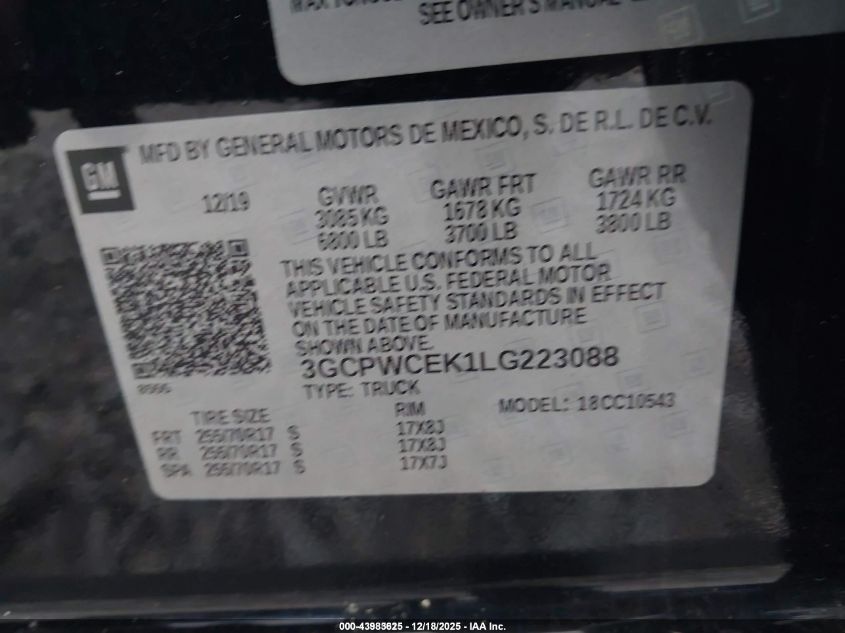 SEE OWNER'S MANUAL
MFD BY GENERAL MOTORS DE MEXICO, S. DE R.L. DE C.V.
GM
12/19 GVWR GAWR FRT GAWR RR
3085 KG 1678 KG 1724 KG
6800 LB 3700 LB 3800 LB
THIS VEHICLE CONFORMS TO ALL
APPLICABLE U.S. FEDERAL MOTOR
VEHICLE SAFETY STANDARDS IN EFFECT
ON THE DATE OF MANUFACTURE
SHOWN ABOVE.
3GCPWCEK1LG223088
TYPE: TRUCK
MODEL: 18CC10543
TIRE SIZE RIM
FRT 255/70R17 S 17X8J
RR 255/70R17 S 17X8J
SPA 255/70R17 S 17X7J
000-43983625 - 12/18/2025 - IAA Inc.